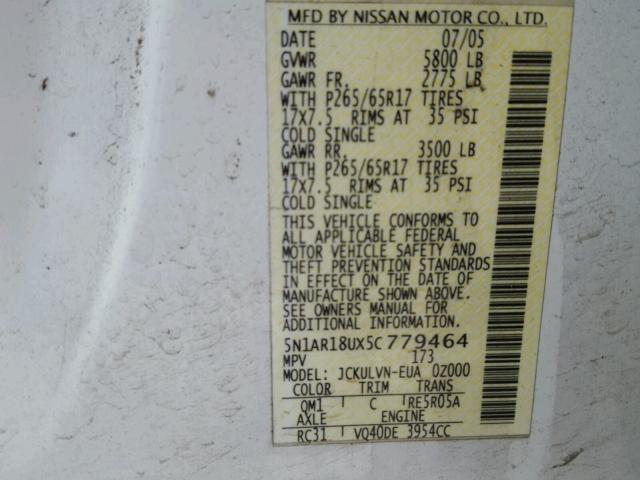 MFD BY NISSAN MOTOR CO., LTD.
DATE 07/05
GVWR 5800 LB
GAWR FR. 2775 LB
WITH P265/65R17 TIRES
17X7.5 RIMS AT 35 PSI
COLD SINGLE
GAWR RR. 3500 LB
WITH P265/65R17 TIRES
17X7.5 RIMS AT 35 PSI
COLD SINGLE
THIS VEHICLE CONFORMS TO
ALL APPLICABLE FEDERAL
MOTOR VEHICLE SAFETY AND
THEFT PREVENTION STANDARDS
IN EFFECT ON THE DATE OF
MANUFACTURE SHOWN ABOVE.
SEE OWNERS MANUAL FOR
ADDITIONAL INFORMATION.
5N1AR18UX5C779464
MPV 173
MODEL: JCKULVN-EUA 0Z000
COLOR TRIM TRANS
QM1 C RE5R05A
AXLE ENGINE
RC31 VQ40DE 3954CC